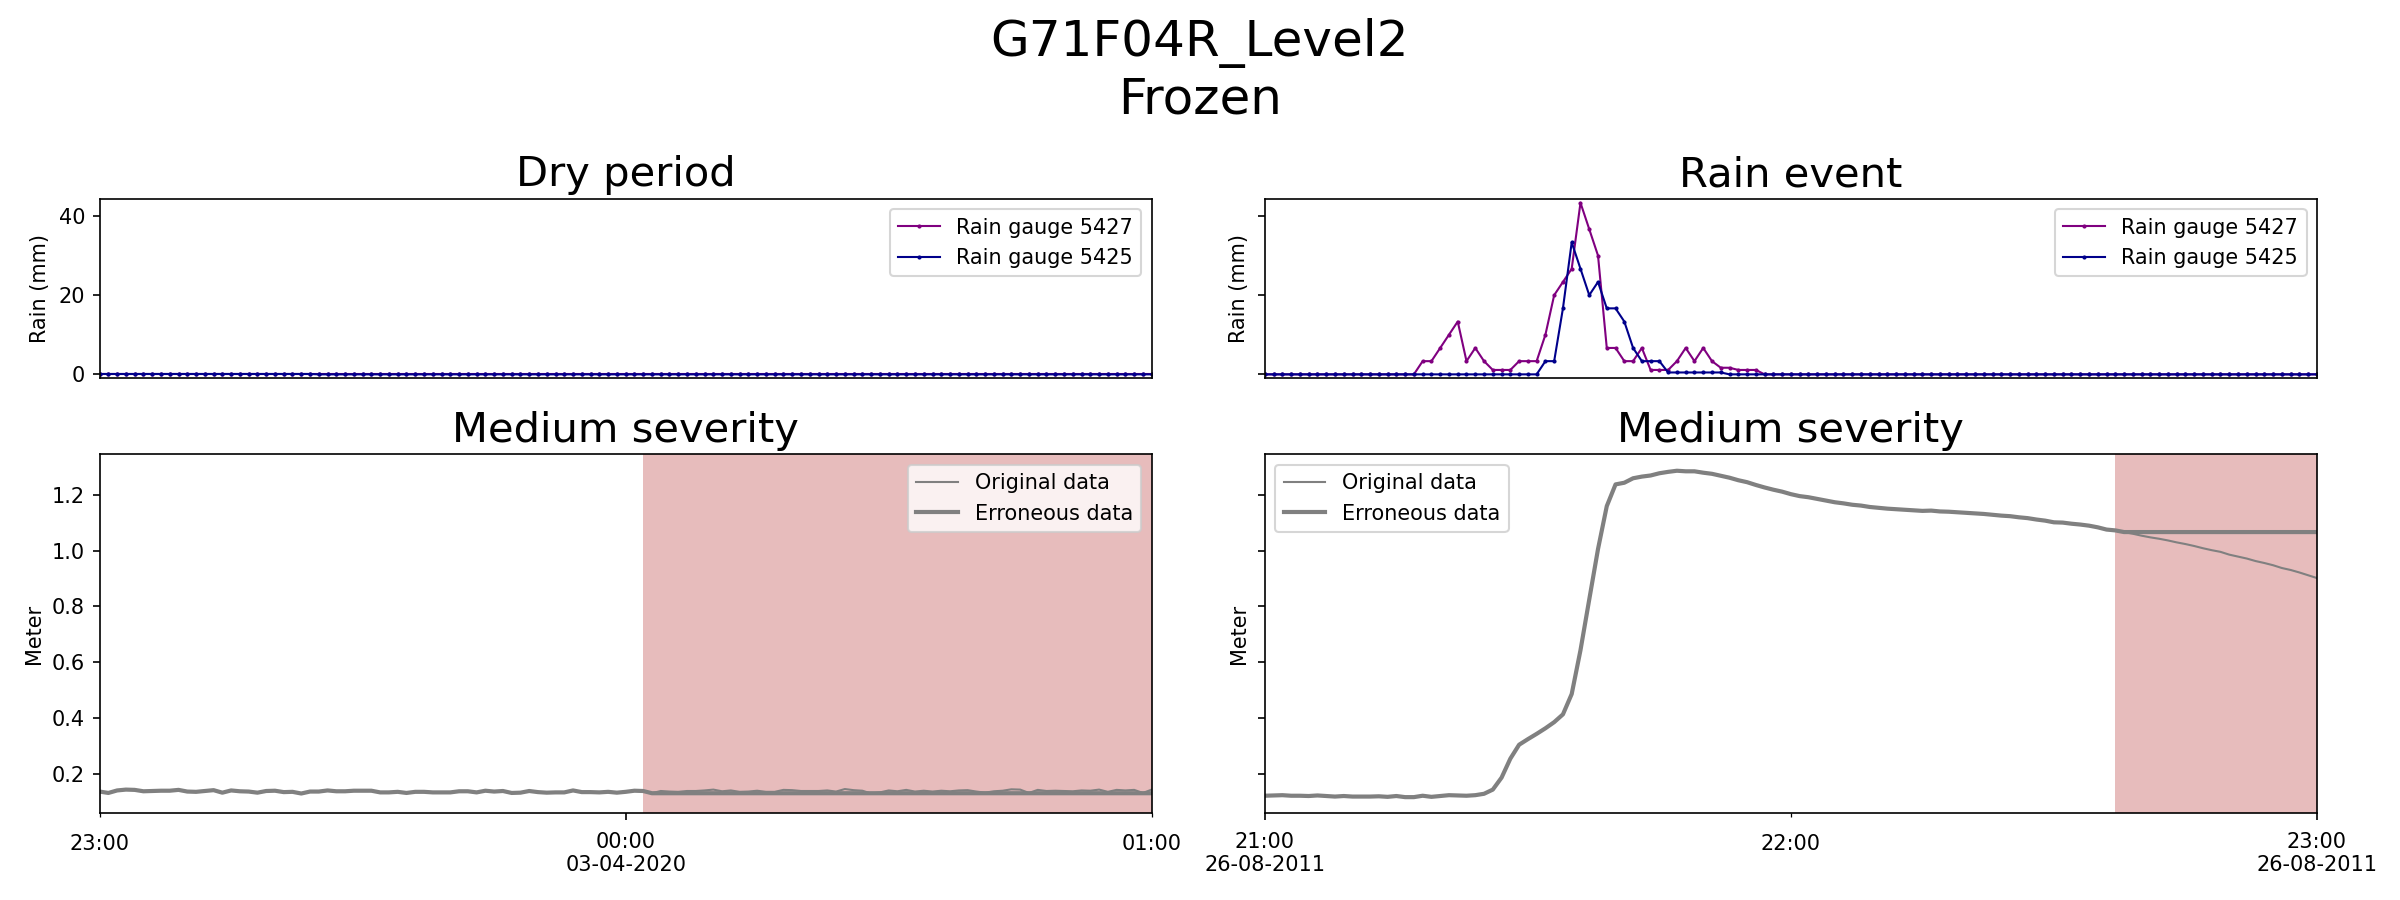 G71F04R_Level2
Frozen
Dry period
Rain (mm)
40
20
0
Rain gauge 5427
Rain gauge 5425
Rain event
Rain (mm)
Rain gauge 5427
Rain gauge 5425
Medium severity
Meter
1.2
1.0
0.8
0.6
0.4
0.2
Original data
Erroneous data
23:00
00:00
03-04-2020
01:00
Medium severity
Meter
Original data
Erroneous data
21:00
26-08-2011
22:00
23:00
26-08-2011